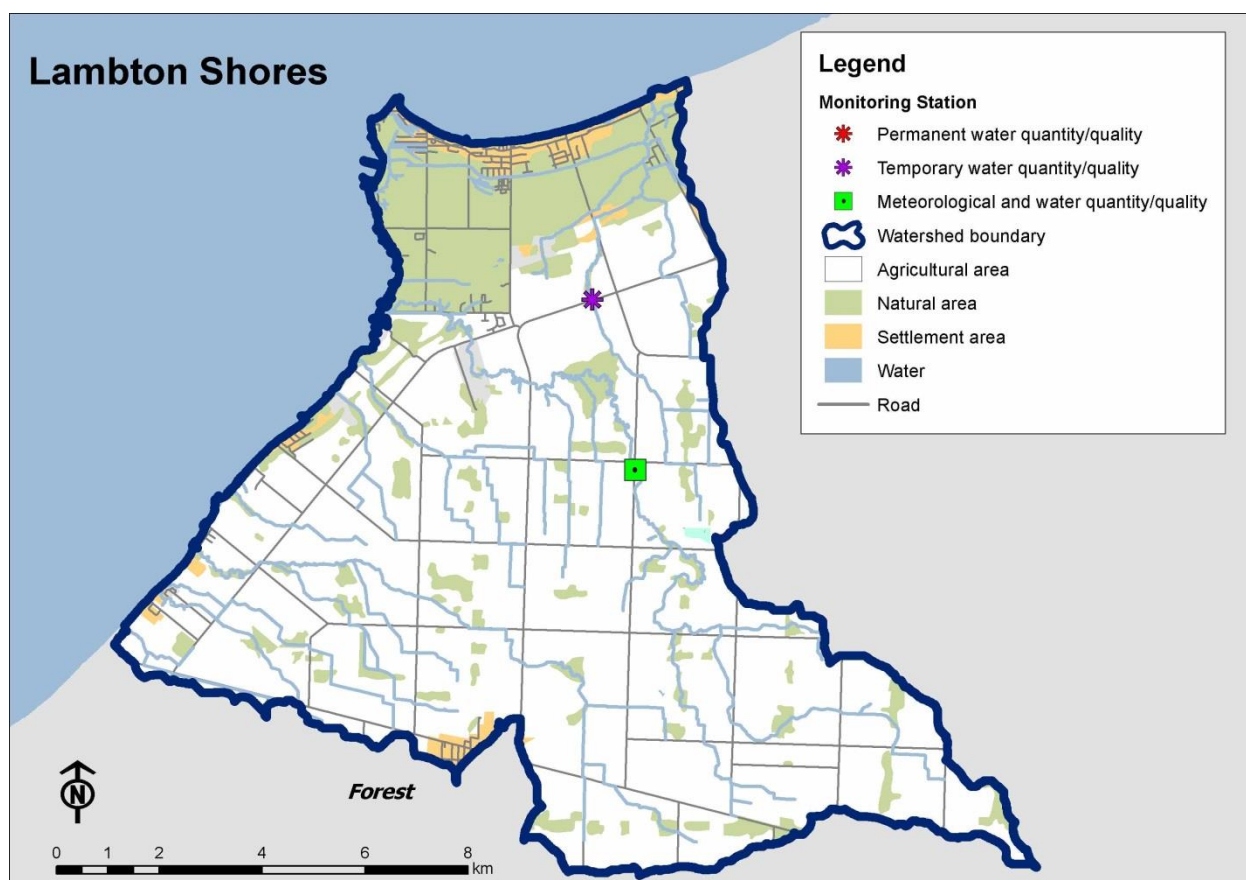 Lambton Shores
Legend
Monitoring Station
Permanent water quantity/quality
Temporary water quantity/quality
Meteorological and water quantity/quality
Watershed boundary
Agricultural area
Natural area
Settlement area
Water
Road
Forest
N
0 1 2 4 6 8
km